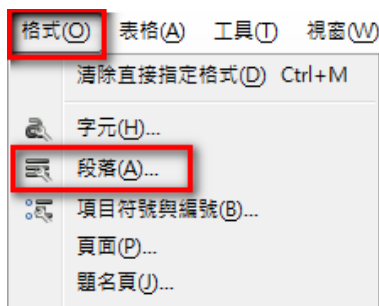 格式(O) 表格(A) 工具(T) 視窗(W)
清除直接指定格式(D) Ctrl+M
字元(H)...
段落(A)...
項目符號與編號(B)...
頁面(P)...
題名頁(J)...